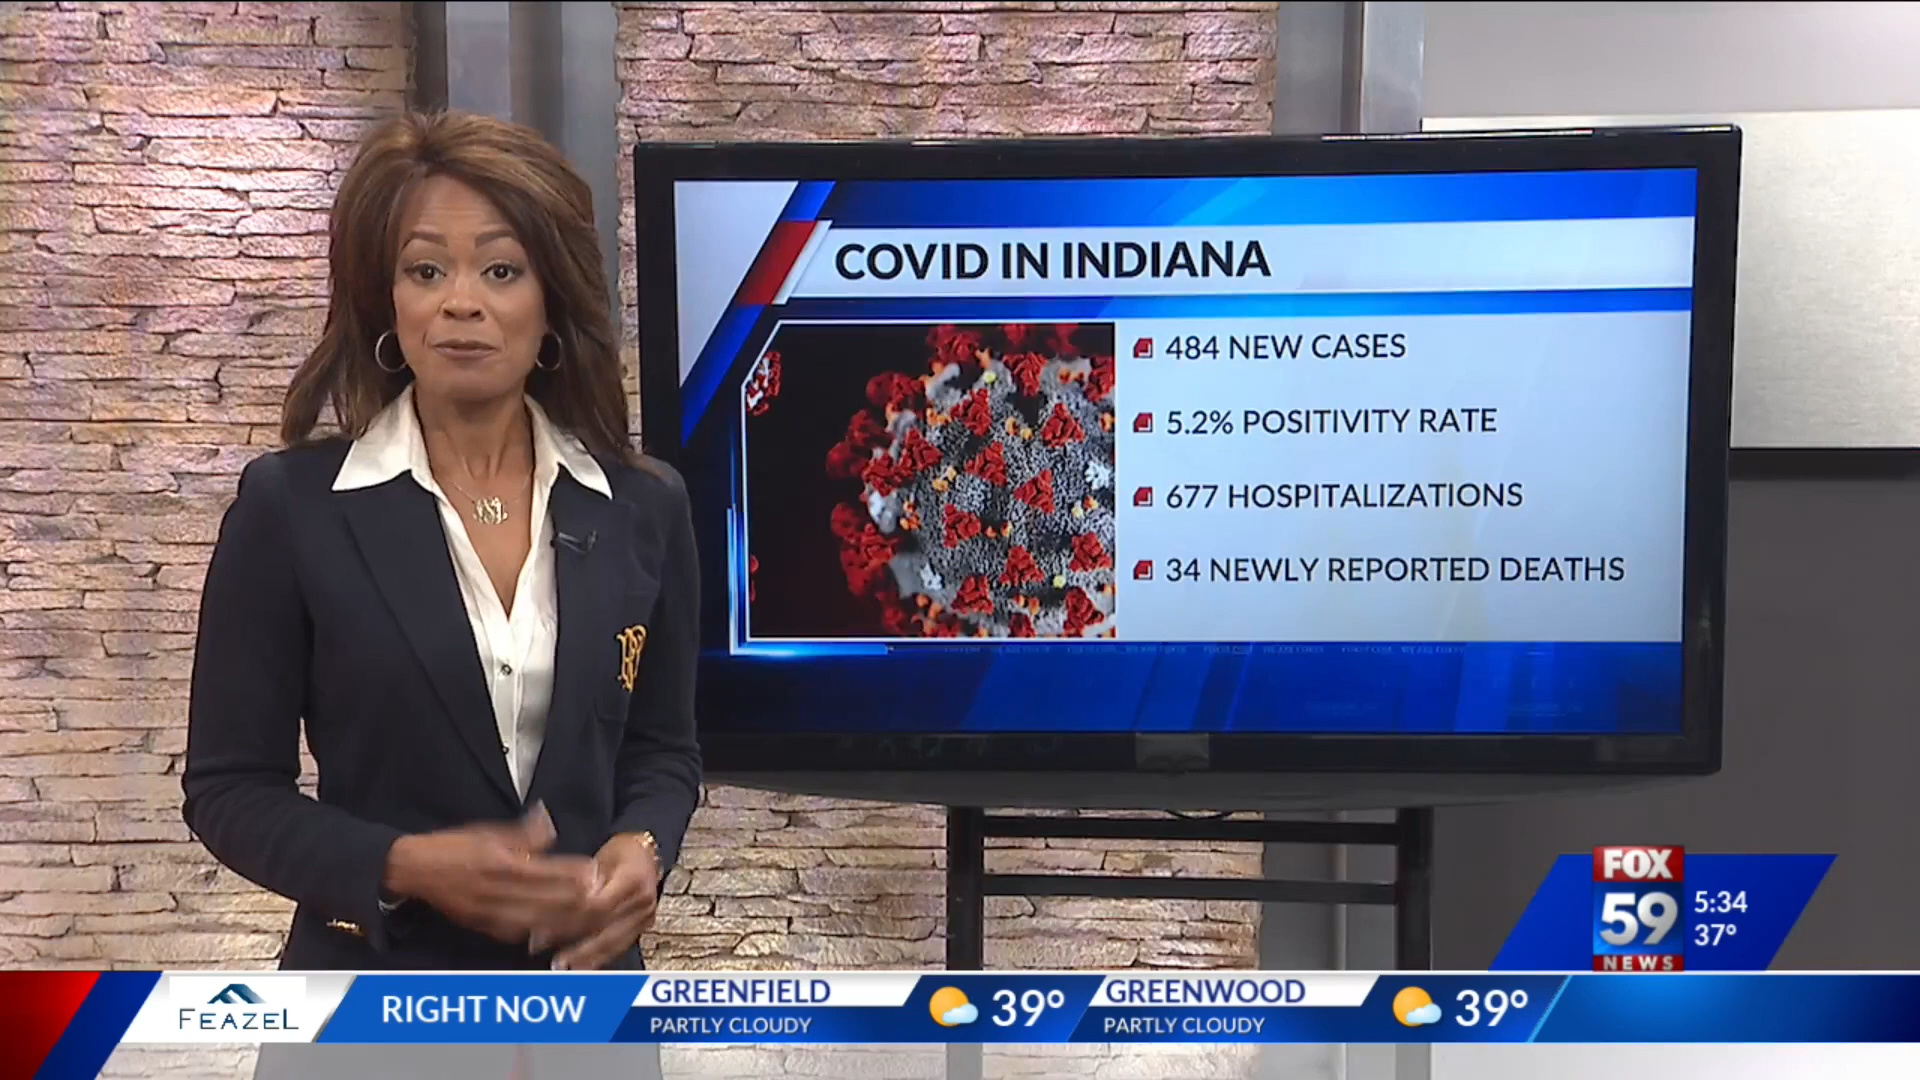 COVID IN INDIANA
484 NEW CASES
5.2% POSITIVITY RATE
677 HOSPITALIZATIONS
34 NEWLY REPORTED DEATHS
FOX
59
NEWS
5:34
37°
FEAZEL
RIGHT NOW
GREENFIELD
PARTLY CLOUDY
39°
GREENWOOD
PARTLY CLOUDY
39°